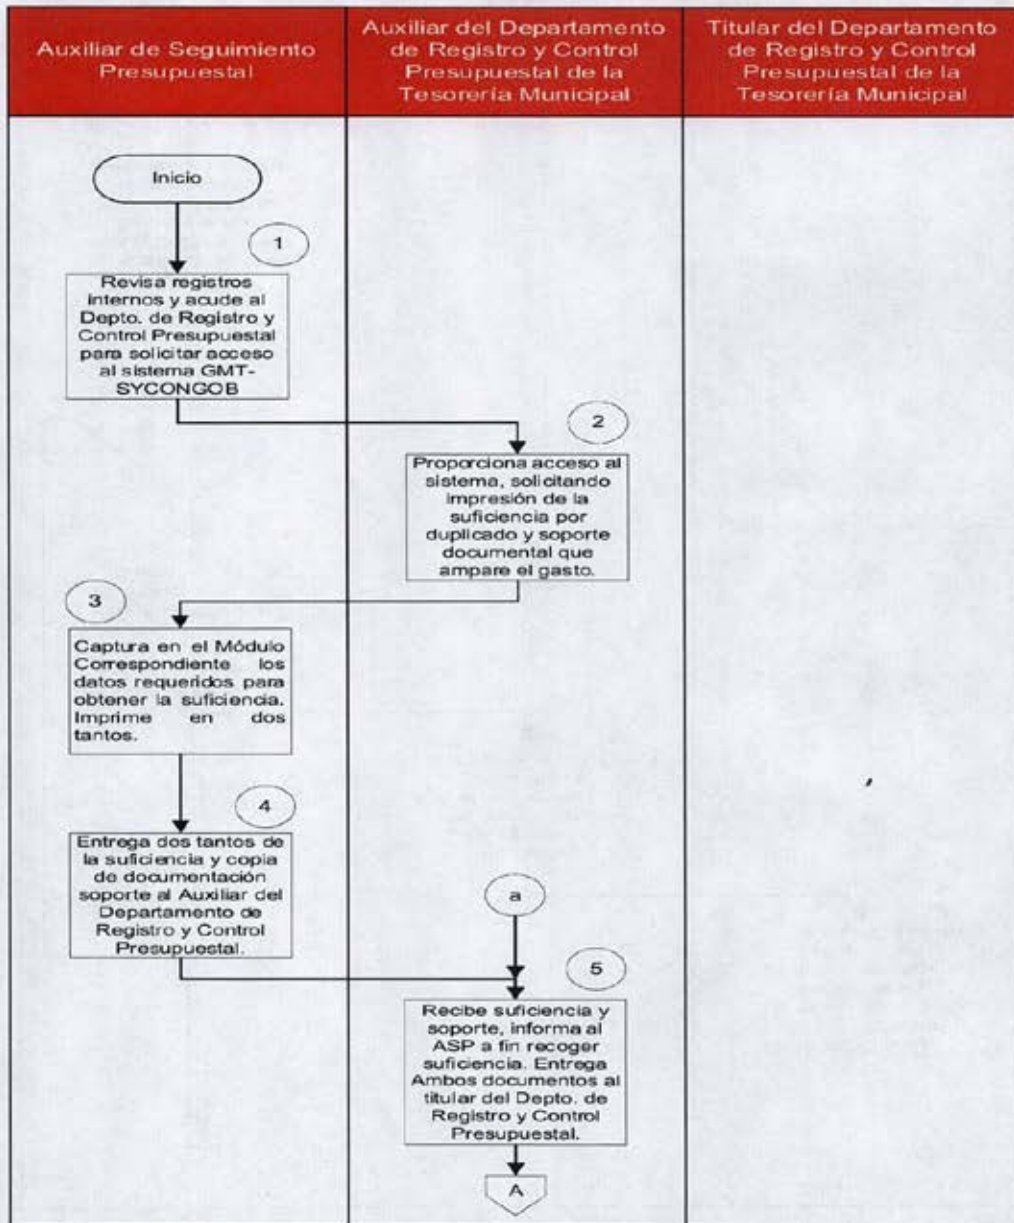 Auxiliar de Seguimiento
Presupuestal
Auxiliar del Departamento
de Registro y Control
Presupuestal de la
Tesorería Municipal
Titular del Departamento
de Registro y Control
Presupuestal de la
Tesorería Municipal
Inicio
1
Revisa registros
internos y acude al
Depto. de Registro y
Control Presupuestal
para solicitar acceso
al sistema GMT-
SYCONGOB
2
Proporciona acceso al
sistema, solicitando
impresión de la
suficiencia por
duplicado y soporte
documental que
ampare el gasto.
3
Captura en el Módulo
Correspondiente los
datos requeridos para
obtener la suficiencia.
Imprime en dos
tantos.
4
Entrega dos tantos de
la suficiencia y copia
de documentación
soporte al Auxiliar del
Departamento de
Registro y Control
Presupuestal.
a
5
Recibe suficiencia y
soporte, informa al
ASP a fin recoger
suficiencia. Entrega
Ambos documentos al
titular del Depto. de
Registro y Control
Presupuestal.
A